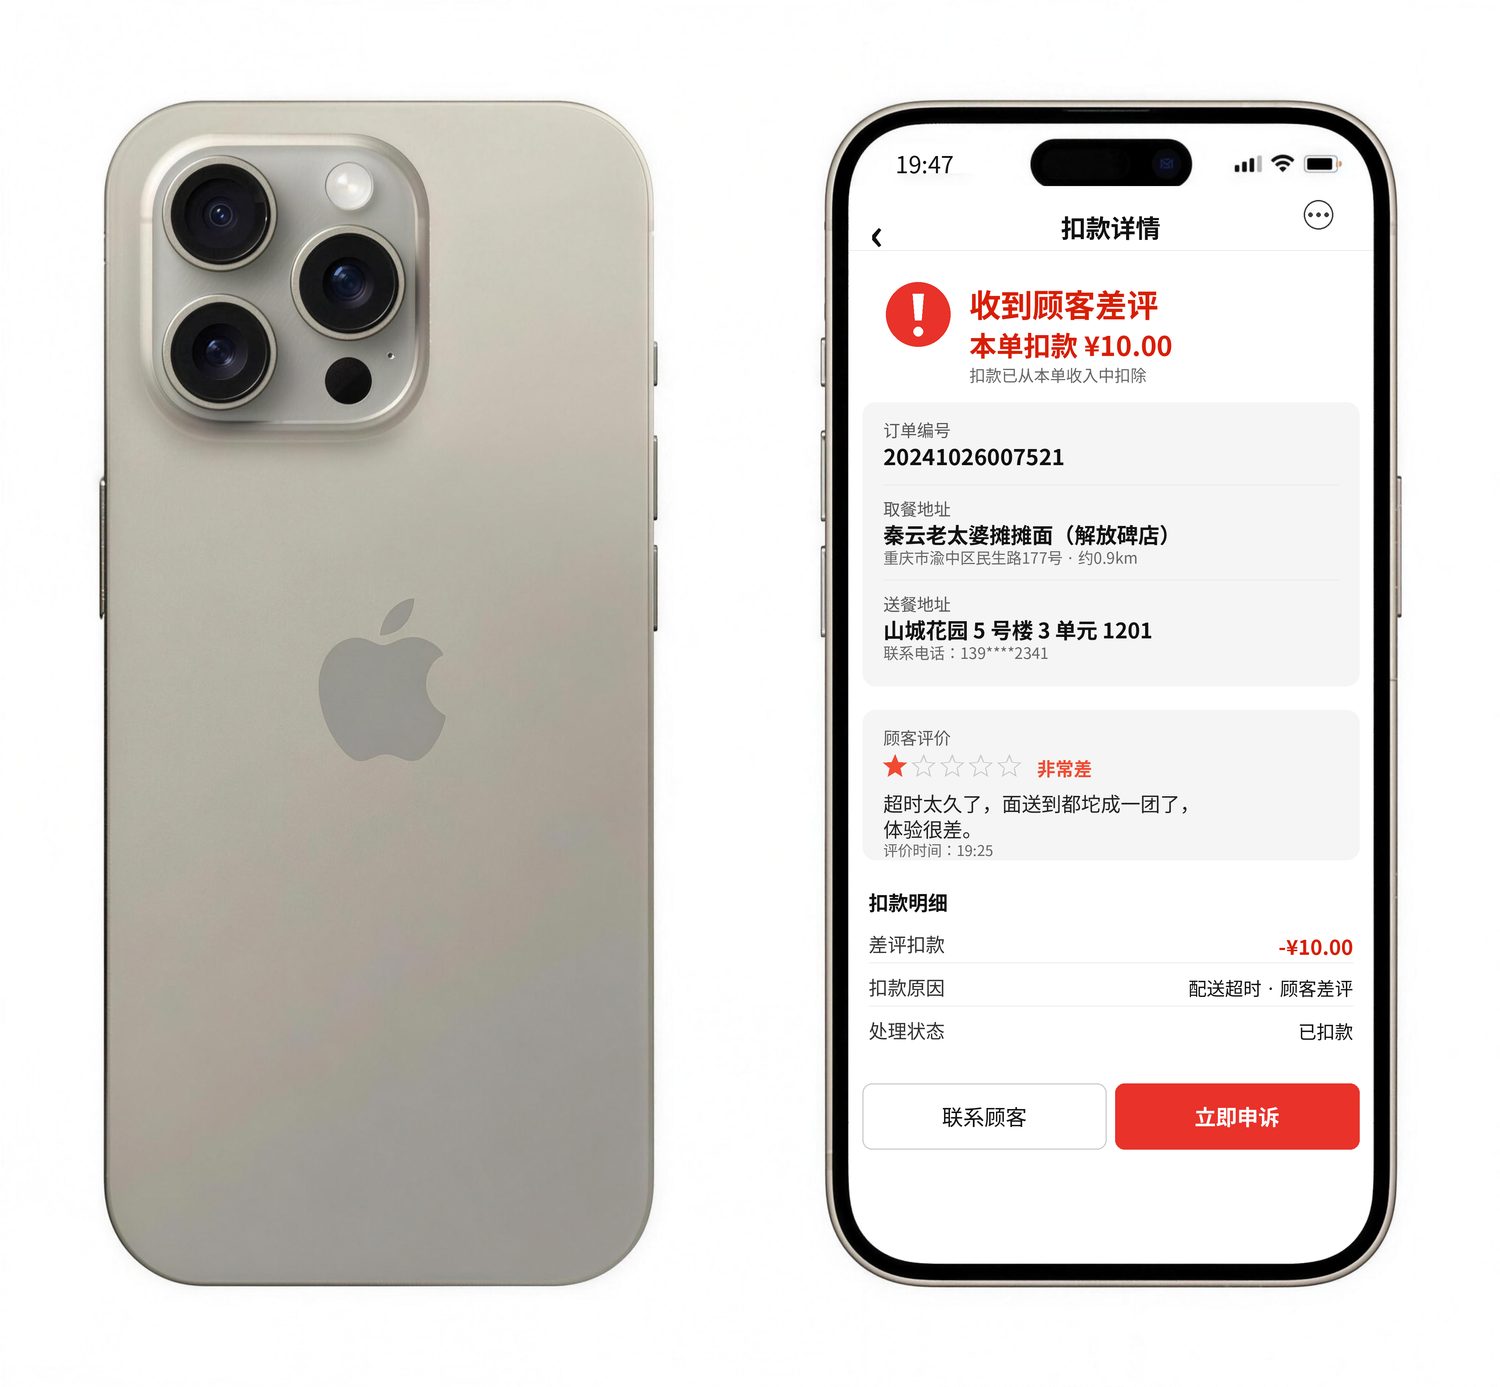 19:47
扣款详情
收到顾客差评
本单扣款 ¥10.00
扣款已从本单收入中扣除
订单编号
20241026007521
取餐地址
秦云老太婆摊摊面（解放碑店）
重庆市渝中区民生路177号 · 约0.9km
送餐地址
山城花园 5 号楼 3 单元 1201
联系电话：139****2341
顾客评价
非常差
超时太久了，面送到都坨成一团了，
体验很差。
评价时间：19:25
扣款明细
差评扣款 -¥10.00
扣款原因 配送超时 · 顾客差评
处理状态 已扣款
联系顾客 立即申诉